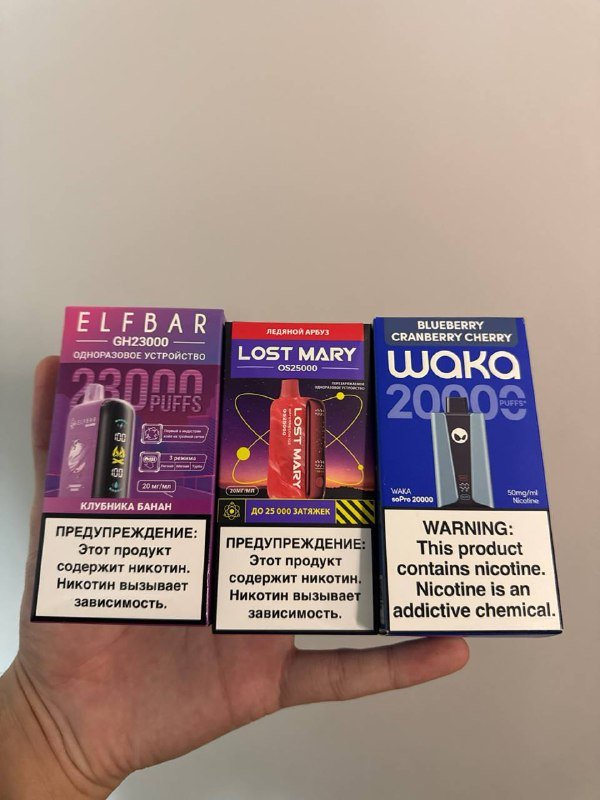 ELFBAR
GH23000
ОДНОРАЗОВОЕ УСТРОЙСТВО
23000
PUFFS
3 режима
20 мг/мл
КЛУБНИКА БАНАН
ПРЕДУПРЕЖДЕНИЕ:
Этот продукт
содержит никотин.
Никотин вызывает
зависимость.
ЛЕДЯНОЙ АРБУЗ
LOST MARY
OS25000
ПЕРЕЗАРЯЖАЕМОЕ
ОДНОРАЗОВОЕ УСТРОЙСТВО
LOST MARY
20МГ/МЛ
ДО 25 000 ЗАТЯЖЕК
ПРЕДУПРЕЖДЕНИЕ:
Этот продукт
содержит никотин.
Никотин вызывает
зависимость.
BLUEBERRY
CRANBERRY CHERRY
WAKA
20000
PUFFS*
WAKA
soPro 20000
50mg/ml
Nicotine
WARNING:
This product
contains nicotine.
Nicotine is an
addictive chemical.